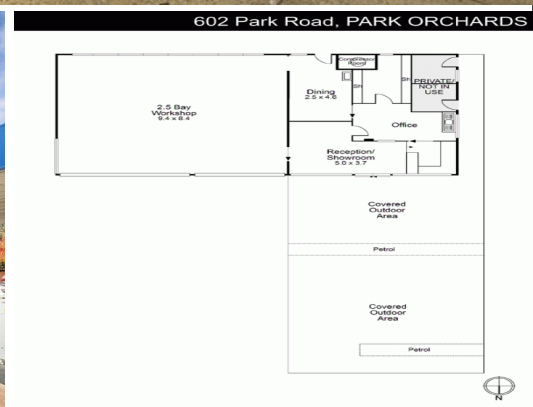 602 Park Road, PARK ORCHARDS
Compressor
Room
Sh
Sh
PRIVATE/
NOT IN
USE
Dining
2.5 x 4.6
2.5 Bay
Workshop
9.4 x 8.4
Office
Reception/
Showroom
5.0 x 3.7
Covered
Outdoor
Area
Petrol
Covered
Outdoor
Area
Petrol
N